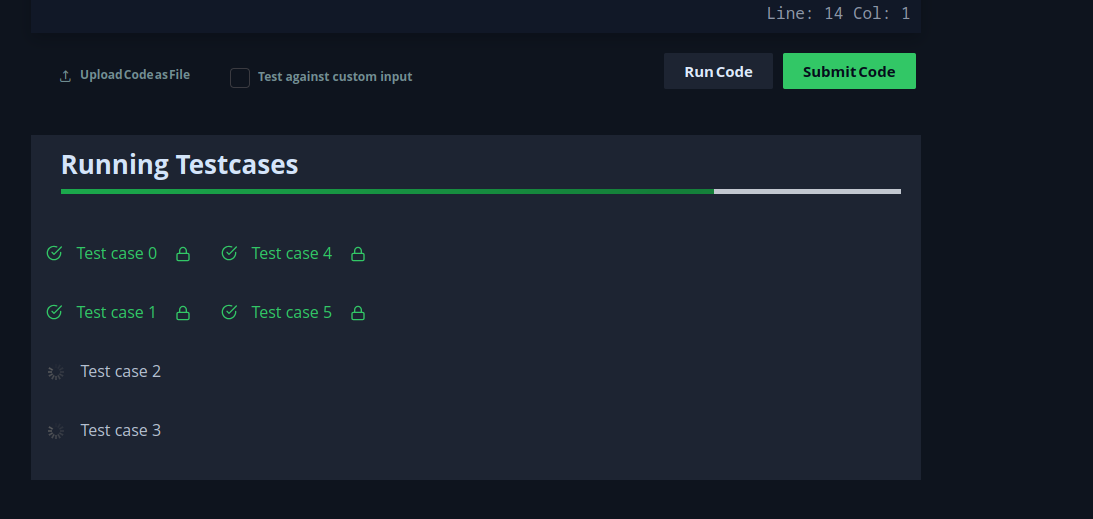 Line: 14 Col: 1
Upload Code as File
Test against custom input
Run Code
Submit Code
Running Testcases
Test case 0
Test case 4
Test case 1
Test case 5
Test case 2
Test case 3